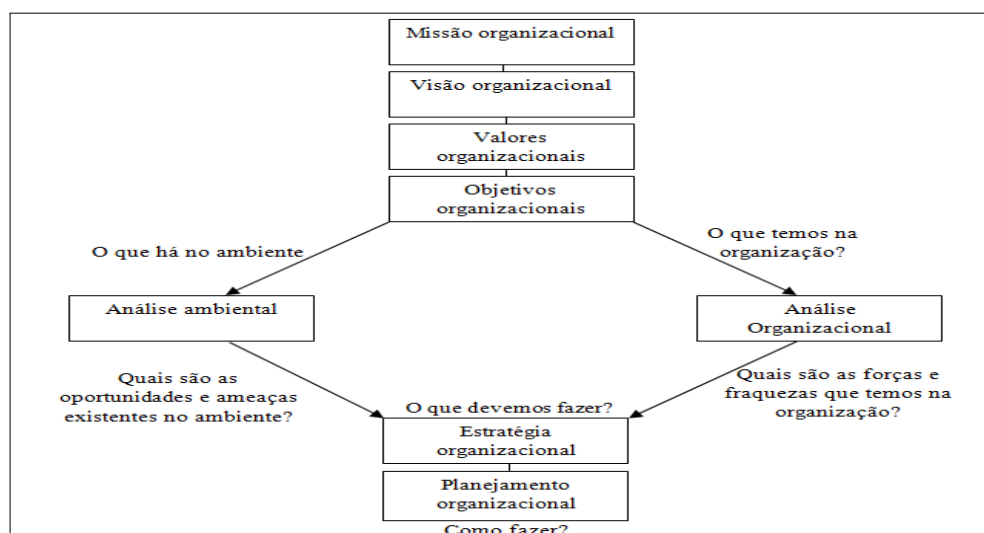 Missão organizacional
Visão organizacional
Valores
organizacionais
Objetivos
organizacionais
O que há no ambiente
O que temos na
organização?
Análise ambiental
Análise
Organizacional
Quais são as
oportunidades e ameaças
existentes no ambiente?
Quais são as forças e
fraquezas que temos na
organização?
O que devemos fazer?
Estratégia
organizacional
Planejamento
organizacional
Como fazer?